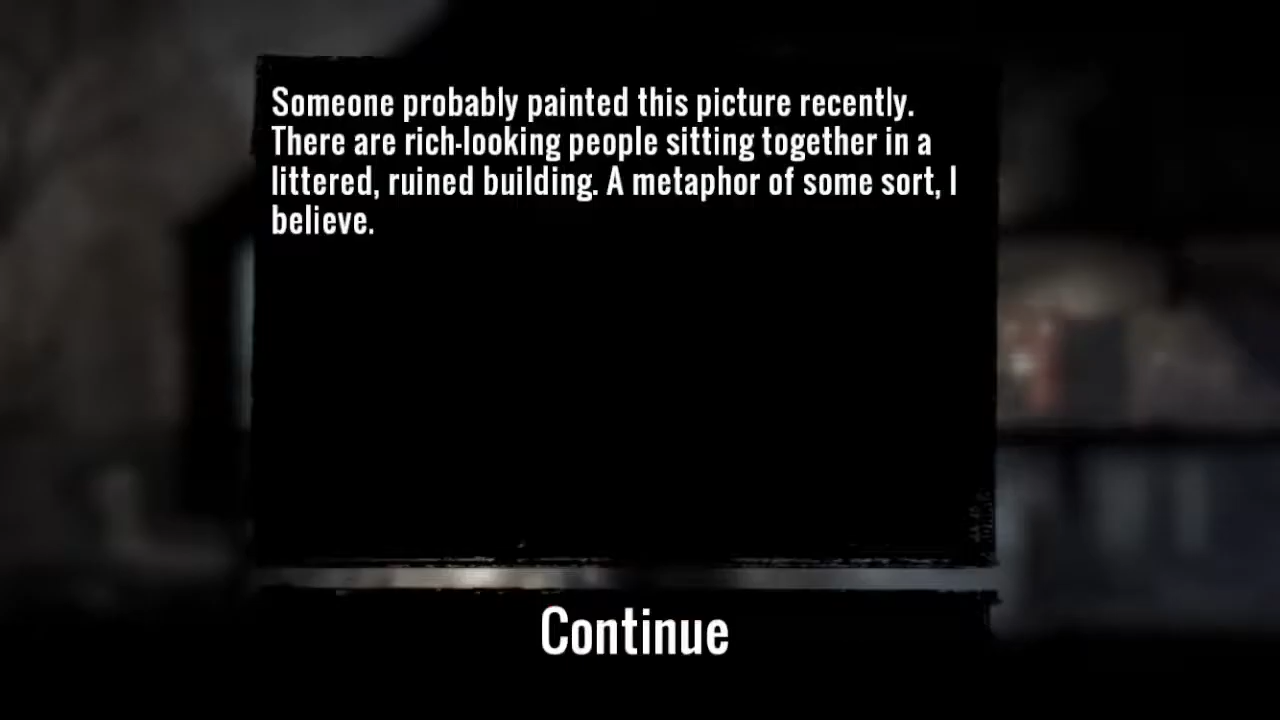 Someone probably painted this picture recently.
There are rich-looking people sitting together in a
littered, ruined building. A metaphor of some sort, I
believe.
Continue